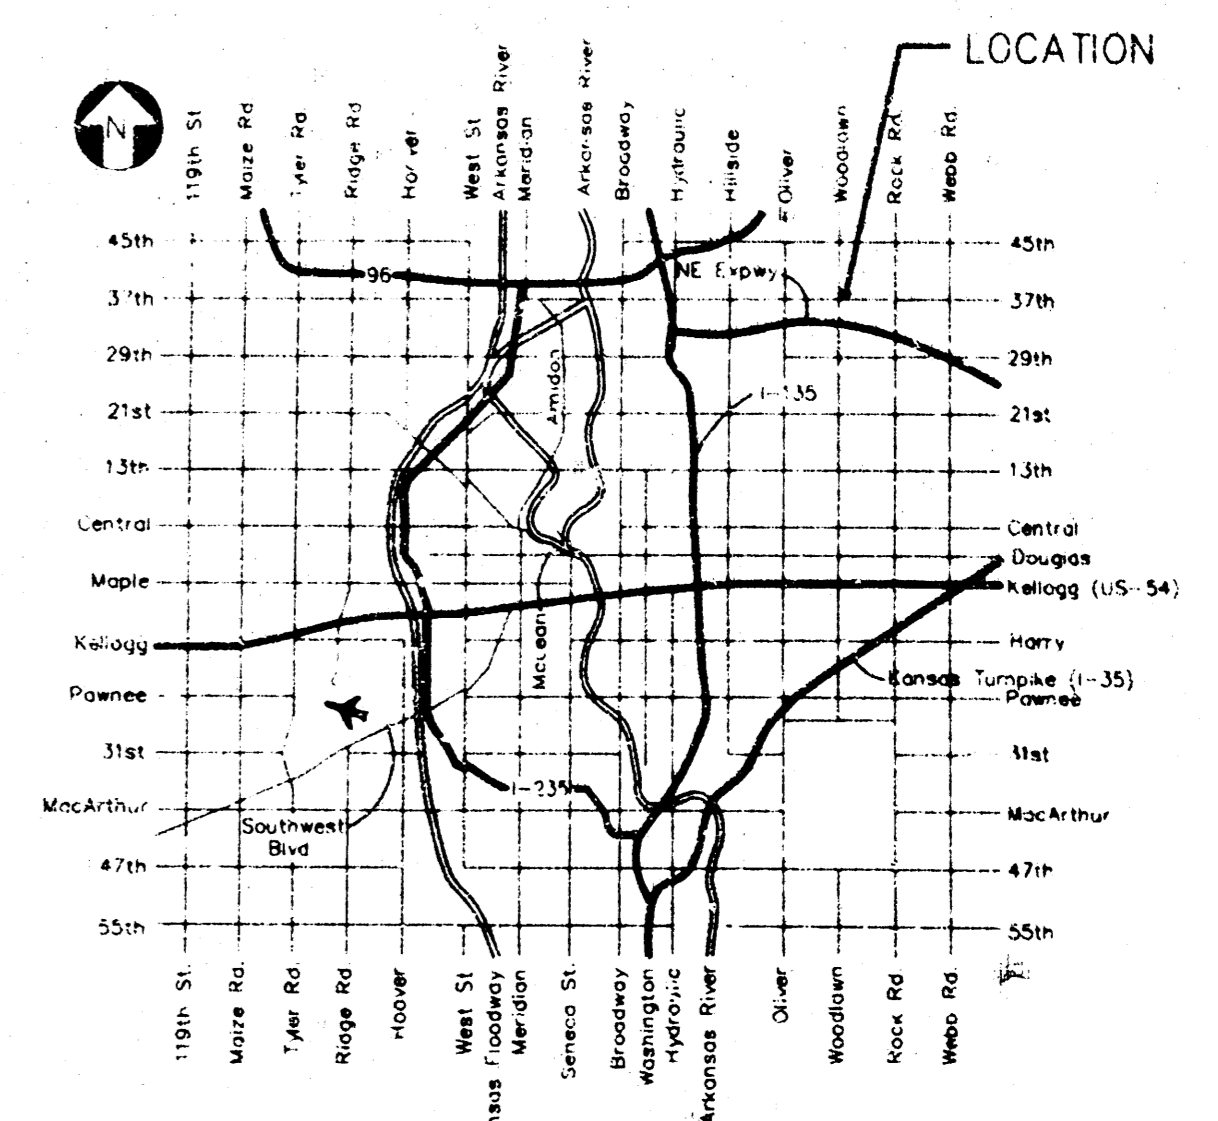 LOCATION
N
119th St
Maize Rd
Tyler Rd.
Ridge Rd
West St
Arkansas River
Meridian
Arkansas River
Broadway
Hydraulic
Hillside
Oliver
Woodlawn
Rock Rd.
Webb Rd.
45th
45th
96
NE Expwy
37th
37th
29th
29th
Amidon
I-135
21st
21st
13th
13th
Central
Central
Douglas
Maple
Kellogg (US-54)
Kellogg
Harry
McLean
Kansas Turnpike (I-35)
Pawnee
Pawnee
31st
31st
I-235
MacArthur
MacArthur
Southwest
Blvd
47th
47th
55th
55th
119th St.
Maize Rd.
Tyler Rd.
Ridge Rd.
Hoover
West St
nsas Floodway
Meridian
Seneca St.
Broadway
Washington
Hydraulic
Arkansas River
Oliver
Woodlawn
Rock Rd.
Webb Rd.